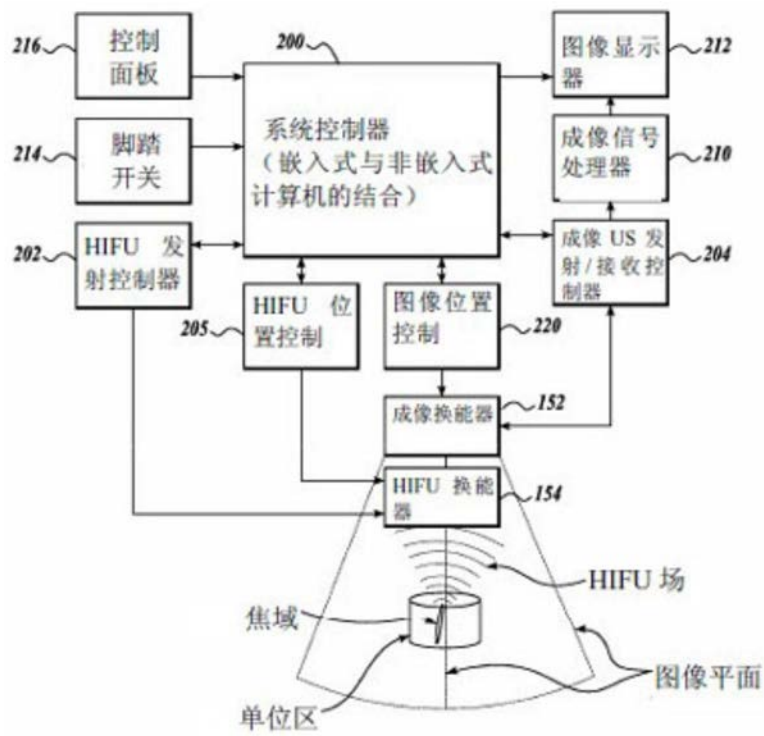 216
控制
面板
200
系统控制器
（嵌入式与非嵌入式
计算机的结合）
图像显示
器
212
214
脚踏
开关
成像信号
处理器
210
202
HIFU 发
射控制器
成像 US 发
射/接收控
制器
204
205
HIFU 位
置控制
图像位置
控制
220
成像换能器
152
HIFU 换能
器
154
HIFU 场
焦域
图像平面
单位区